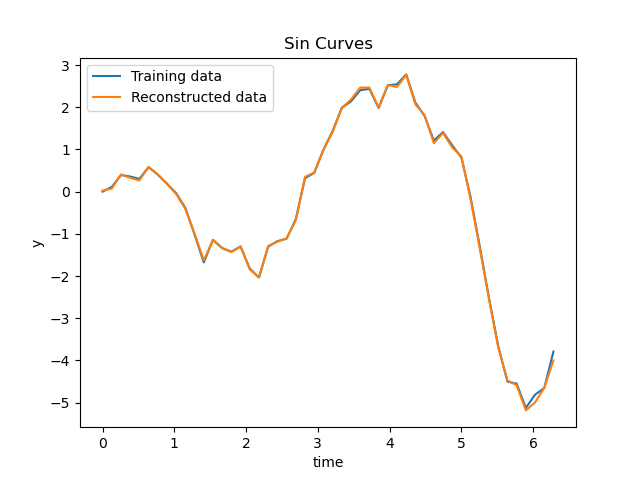 Sin Curves
Training data
Reconstructed data
3
2
1
0
−1
−2
−3
−4
−5
y
0 1 2 3 4 5 6
time